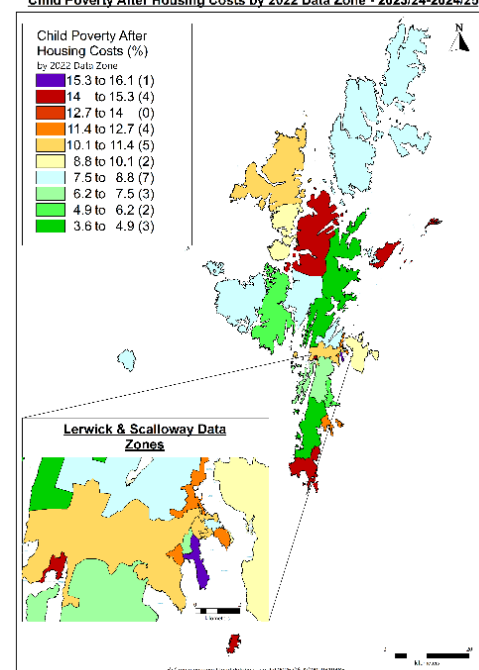 Child Poverty After Housing Costs by 2022 Data Zone - 2023/24-2024/25
N
Child Poverty After
Housing Costs (%)
by 2022 Data Zone
15.3 to 16.1 (1)
14 to 15.3 (4)
12.7 to 14 (0)
11.4 to 12.7 (4)
10.1 to 11.4 (5)
8.8 to 10.1 (2)
7.5 to 8.8 (7)
6.2 to 7.5 (3)
4.9 to 6.2 (2)
3.6 to 4.9 (3)
Lerwick & Scalloway Data
Zones